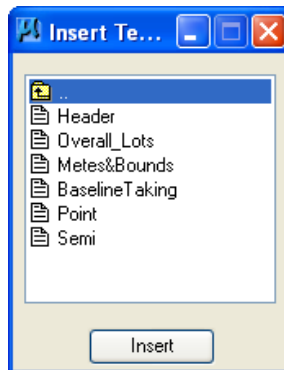 Insert Te...
..
Header
Overall_Lots
Metes&Bounds
BaselineTaking
Point
Semi
Insert